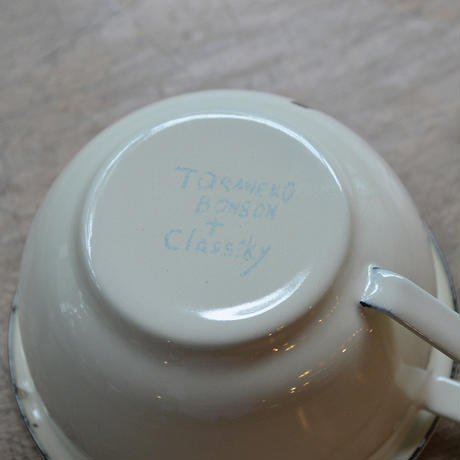 TORANEKO
BONBON
+
Classiky